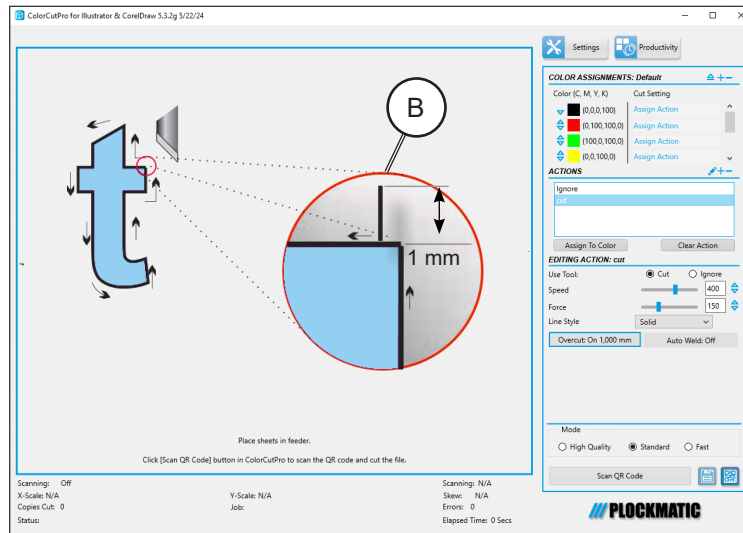 ColorCutPro for Illustrator & CorelDraw 5.3.2g 5/22/24
Settings
Productivity
COLOR ASSIGNMENTS: Default
Color (C, M, Y, K) Cut Setting
(0,0,0,100) Assign Action
(0,100,100,0) Assign Action
(100,0,100,0) Assign Action
(0,0,100,0) Assign Action
ACTIONS
Ignore
cut
Assign To Color Clear Action
EDITING ACTION: cut
Use Tool: Cut Ignore
Speed 400
Force 150
Line Style Solid
Overcut: On 1,000 mm Auto Weld: Off
Mode
High Quality Standard Fast
Scan QR Code
PLOCKMATIC
B
t
1 mm
Place sheets in feeder.
Click [Scan QR Code] button in ColorCutPro to scan the QR code and cut the file.
Scanning: Off Scanning: N/A
X-Scale: N/A Y-Scale: N/A Skew: N/A
Copies Cut: 0 Job: Errors: 0
Status: Elapsed Time: 0 Secs